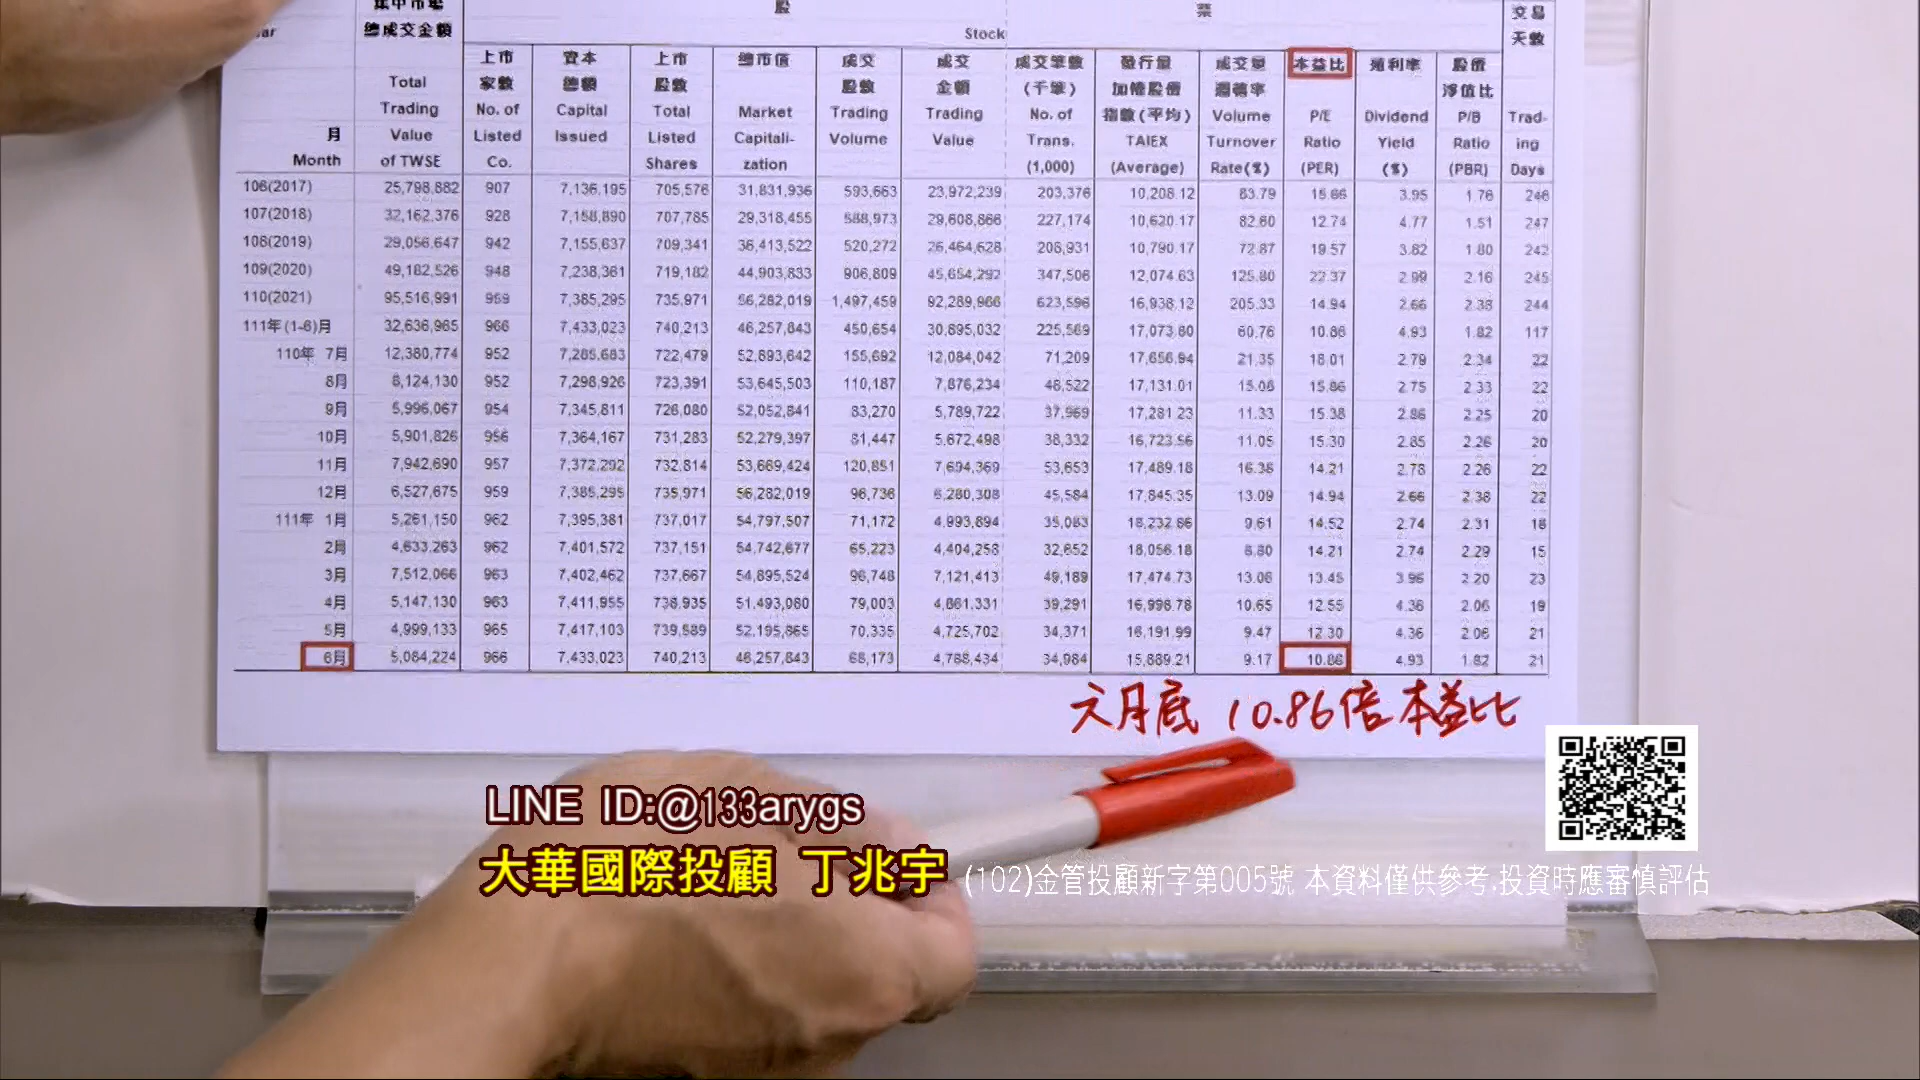 總成交金額
股 票
交易
天數
Stock
上市 資本 上市 總市值 成交 成交 成交筆數 發行量 成交量 本益比 殖利率 股價
家數 總額 股數 股數 金額 (千筆) 加權股價 週轉率 淨值比
Total No. of Capital Total Market Trading Trading No. of 指數(平均) Volume P/E Dividend P/B Trad-
Trading Listed Issued Listed Capitali- Volume Value Trans. TAIEX Turnover Ratio Yield Ratio ing
Value Co. Shares zation (1,000) (Average) Rate(%) (PER) (%) (PBR) Days
of TWSE
月
Month
106(2017) 25,798,882 907 7,136,195 705,576 31,831,936 593,663 23,972,239 203,376 10,208.12 83.79 15.66 3.95 1.76 246
107(2018) 32,162,376 928 7,158,890 707,785 29,318,455 588,973 29,608,866 227,174 10,620.17 82.60 12.74 4.77 1.51 247
108(2019) 29,056,647 942 7,155,637 709,341 36,413,522 520,272 26,464,628 208,931 10,790.17 72.87 19.57 3.82 1.80 242
109(2020) 49,182,526 948 7,238,361 719,182 44,903,833 906,809 45,654,292 347,506 12,074.63 125.80 22.37 2.99 2.16 245
110(2021) 95,516,991 959 7,385,295 735,971 56,282,019 1,497,459 92,289,966 623,596 16,938.12 205.33 14.94 2.66 2.38 244
111年(1-6)月 32,636,965 966 7,433,023 740,213 46,257,843 450,654 30,895,032 225,569 17,073.80 60.76 10.86 4.93 1.82 117
110年 7月 12,380,774 952 7,285,683 722,479 52,893,642 155,692 12,084,042 71,209 17,656.94 21.35 18.01 2.79 2.34 22
8月 8,124,130 952 7,298,926 723,391 53,645,503 110,187 7,876,234 48,522 17,131.01 15.08 15.86 2.75 2.33 22
9月 5,996,067 954 7,345,811 726,080 52,052,841 83,270 5,789,722 37,969 17,281.23 11.33 15.38 2.86 2.25 20
10月 5,901,826 956 7,364,167 731,283 52,279,397 81,447 5,672,498 38,332 16,723.56 11.05 15.30 2.85 2.26 20
11月 7,942,690 957 7,372,292 732,814 53,669,424 120,851 7,694,369 53,653 17,489.18 16.36 14.21 2.78 2.26 22
12月 6,527,675 959 7,385,295 735,971 56,282,019 96,736 6,280,308 45,584 17,845.35 13.09 14.94 2.66 2.38 22
111年 1月 5,261,150 962 7,395,381 737,017 54,797,507 71,172 4,993,894 35,083 18,232.86 9.61 14.52 2.74 2.31 18
2月 4,633,263 962 7,401,572 737,151 54,742,677 65,223 4,404,258 32,652 18,056.18 8.80 14.21 2.74 2.29 15
3月 7,512,066 963 7,402,462 737,667 54,895,524 96,748 7,121,413 49,189 17,474.73 13.06 13.45 3.96 2.20 23
4月 5,147,130 963 7,411,955 738,935 51,493,080 79,003 4,861,331 39,291 16,998.78 10.65 12.55 4.36 2.06 19
5月 4,999,133 965 7,417,103 739,589 52,195,865 70,335 4,725,702 34,371 16,191.99 9.47 12.30 4.36 2.06 21
6月 5,084,224 966 7,433,023 740,213 46,257,843 68,173 4,788,434 34,984 15,889.21 9.17 10.86 4.93 1.82 21
六月底 10.86倍本益比
LINE ID:@133arygs
大華國際投顧 丁兆宇 (102)金管投顧新字第005號 本資料僅供參考,投資時應審慎評估